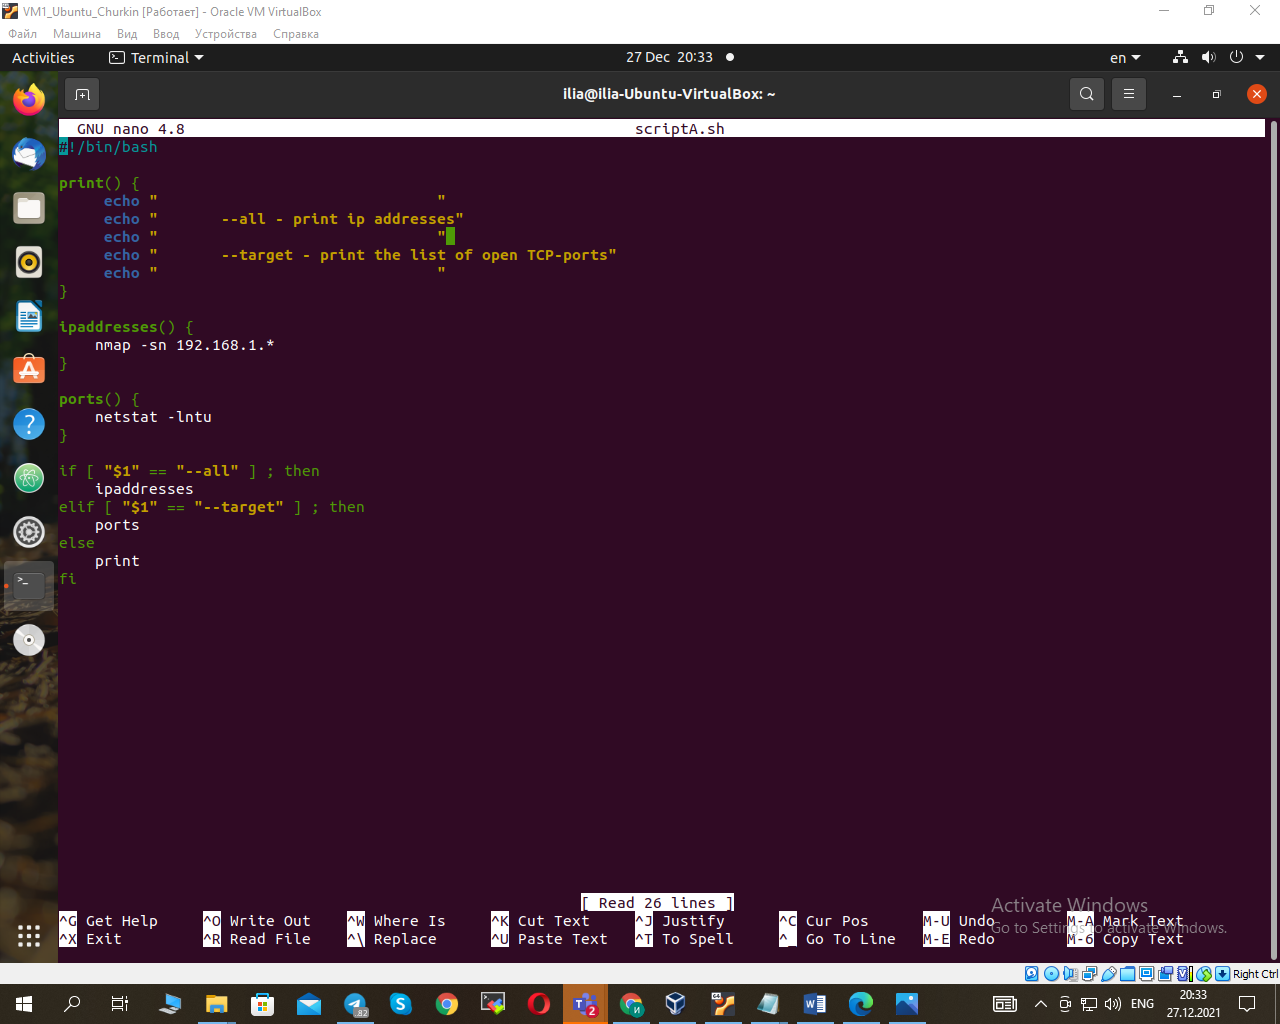 VM1_Ubuntu_Churkin [Работает] - Oracle VM VirtualBox
Файл Машина Вид Ввод Устройства Справка
Activities Terminal 27 Dec 20:33 en
ilia@ilia-Ubuntu-VirtualBox: ~
GNU nano 4.8 scriptA.sh
#!/bin/bash
print() {
echo " "
echo " --all - print ip addresses"
echo " "
echo " --target - print the list of open TCP-ports"
echo " "
}
ipaddresses() {
nmap -sn 192.168.1.*
}
ports() {
netstat -lntu
}
if [ "$1" == "--all" ] ; then
ipaddresses
elif [ "$1" == "--target" ] ; then
ports
else
print
fi
[ Read 26 lines ]
^G Get Help ^O Write Out ^W Where Is ^K Cut Text ^J Justify ^C Cur Pos M-U Undo M-A Mark Text
^X Exit ^R Read File ^\ Replace ^U Paste Text ^T To Spell ^_ Go To Line M-E Redo M-6 Copy Text
Activate Windows
Go to Settings to activate Windows.
Right Ctrl
.82
2
ENG
20:33
27.12.2021